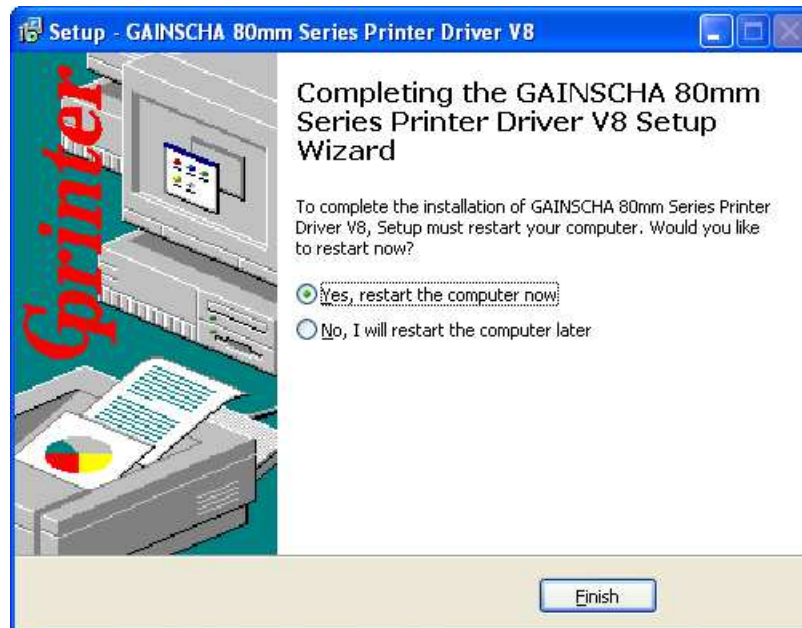 Setup - GAINSCHA 80mm Series Printer Driver V8
Gprinter
Completing the GAINSCHA 80mm
Series Printer Driver V8 Setup
Wizard
To complete the installation of GAINSCHA 80mm Series Printer
Driver V8, Setup must restart your computer. Would you like
to restart now?
Yes, restart the computer now
No, I will restart the computer later
Finish